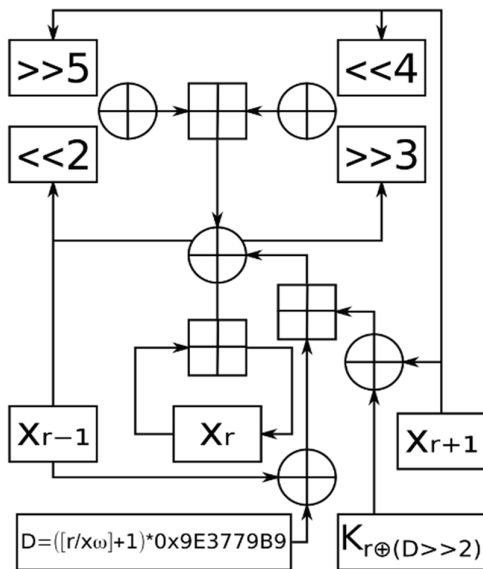 >>5
<<4
<<2
>>3
Xr−1
Xr
Xr+1
D=([r/xω]+1)*0x9E3779B9
Kr⊕(D>>2)